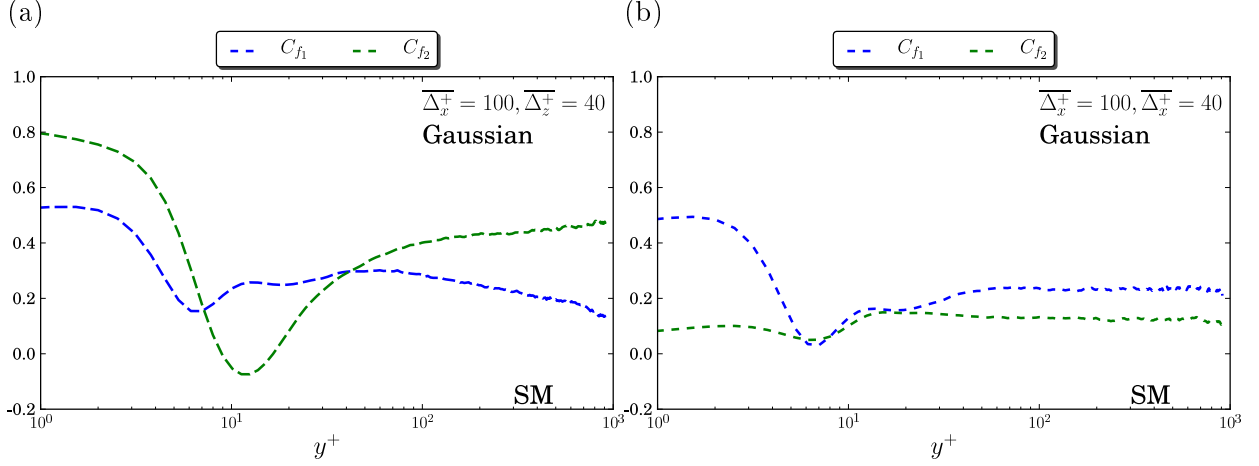 (a)
C_{f_1} C_{f_2}
1.0
0.8
0.6
0.4
0.2
0.0
-0.2
10^0 10^1 10^2 10^3
y^+
\overline{\Delta_x^+} = 100, \overline{\Delta_z^+} = 40
Gaussian
SM
(b)
C_{f_1} C_{f_2}
1.0
0.8
0.6
0.4
0.2
0.0
-0.2
10^0 10^1 10^2 10^3
y^+
\overline{\Delta_x^+} = 100, \overline{\Delta_x^+} = 40
Gaussian
SM